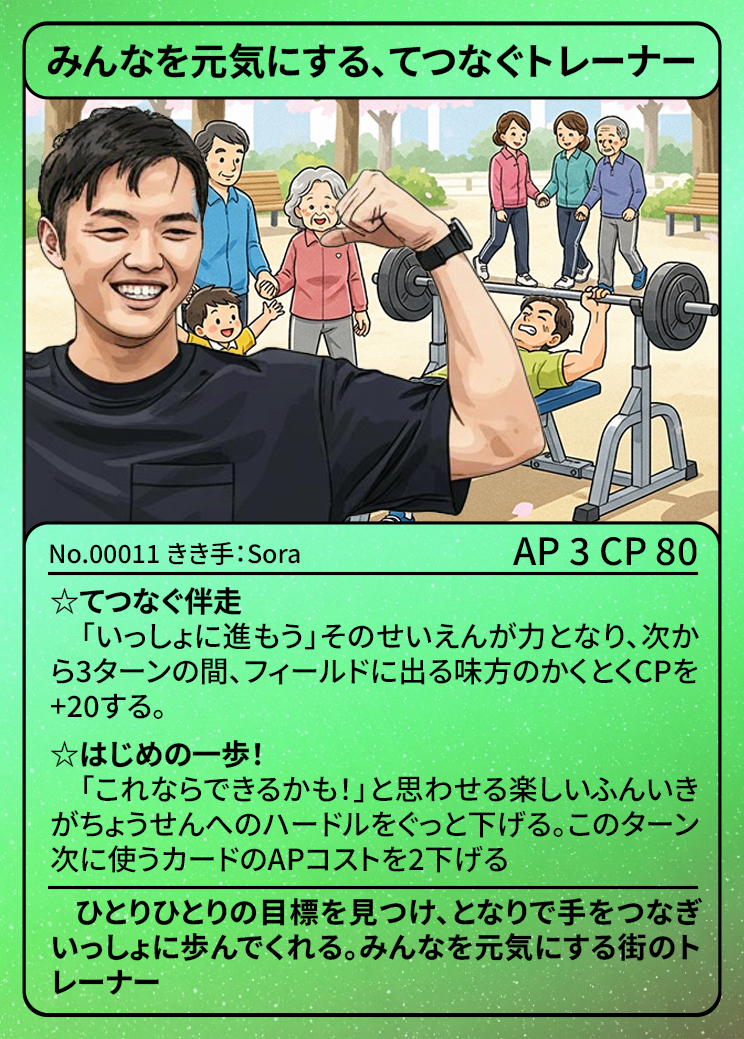 みんなを元気にする、てつなぐトレーナー
No.00011 きき手：Sora
AP 3 CP 80
☆てつなぐ伴走
「いっしょに進もう」そのせいえんが力となり、次か
ら3ターンの間、フィールドに出る味方のかくとくCPを
+20する。
☆はじめの一歩！
「これならできるかも！」と思わせる楽しいふんいき
がちょうせんへのハードルをぐっと下げる。このターン
次に使うカードのAPコストを2下げる
ひとりひとりの目標を見つけ、となりで手をつなぎ
いっしょに歩んでくれる。みんなを元気にする街のト
レーナー